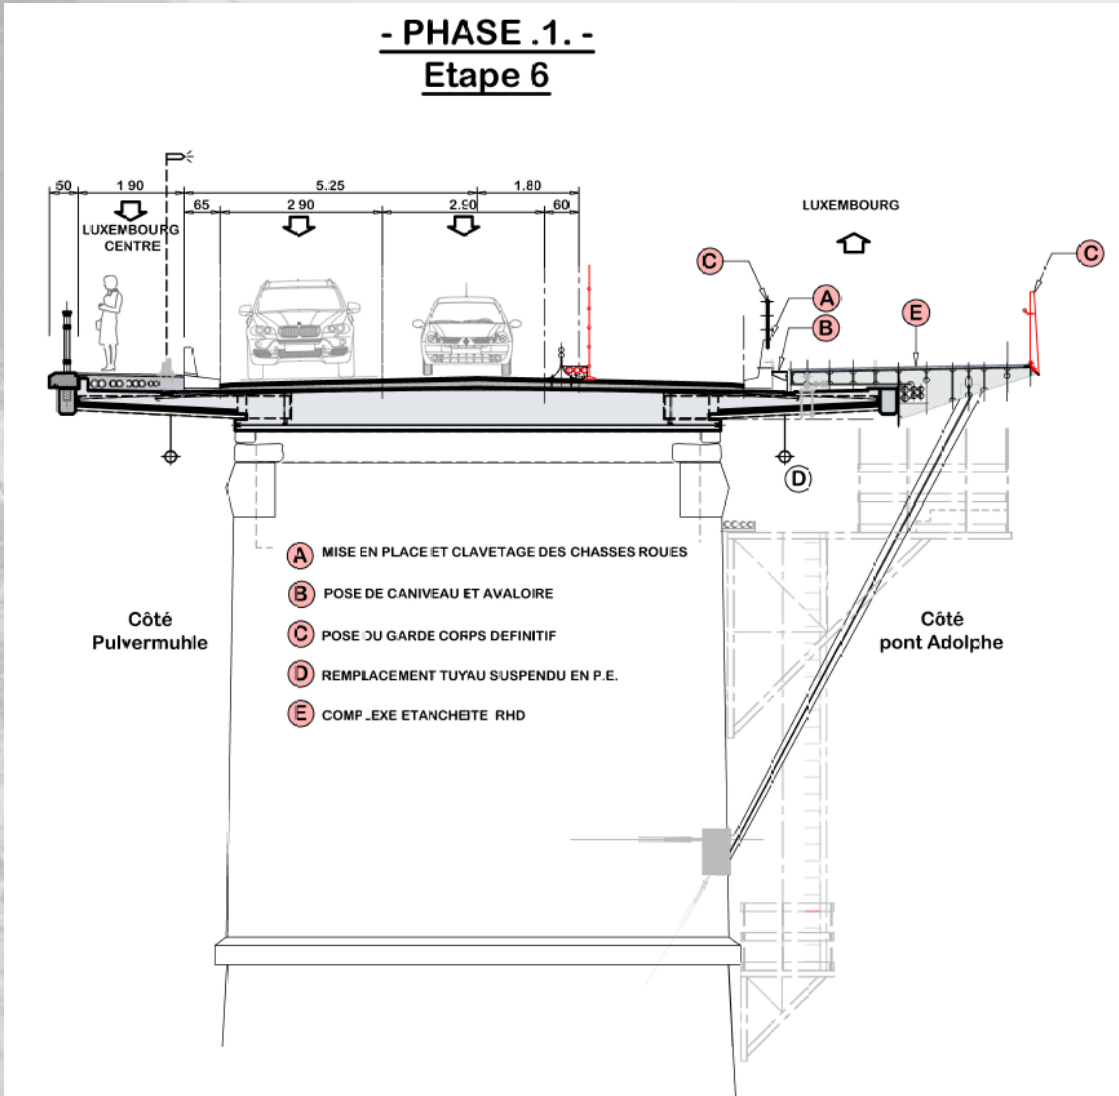 - PHASE .1. -
Etape 6
50 1 90 5.25 1.80
65 2 90 2.90 60
LUXEMBOURG
CENTRE
LUXEMBOURG
C
C
A
B
E
D
A MISE EN PLACE ET CLAVETAGE DES CHASSES ROUES
B POSE DE CANIVEAU ET AVALOIRE
C POSE DU GARDE CORPS DEFINITIF
D REMPLACEMENT TUYAU SUSPENDU EN P.E.
E COMPLEXE ETANCHEITE RHD
Côté
Pulvermuhle
Côté
pont Adolphe